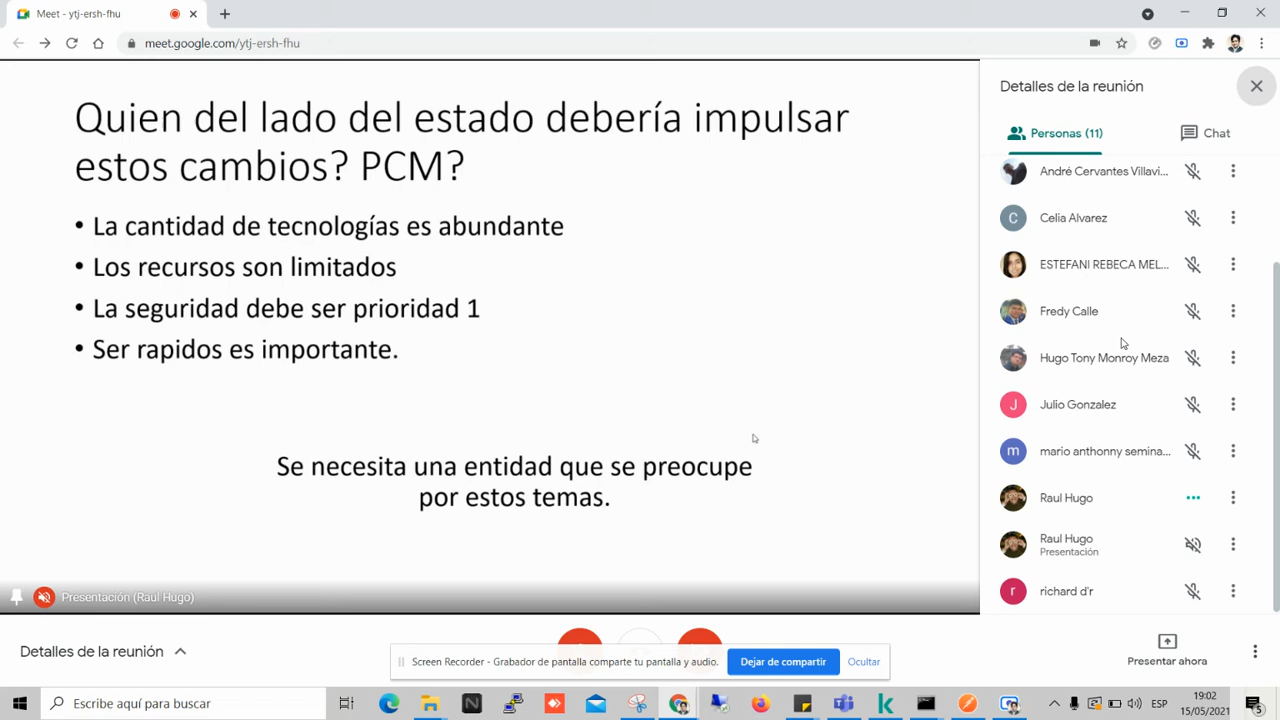 Meet - ytj-ersh-fhu
meet.google.com/ytj-ersh-fhu
Quien del lado del estado debería impulsar
estos cambios? PCM?
• La cantidad de tecnologías es abundante
• Los recursos son limitados
• La seguridad debe ser prioridad 1
• Ser rapidos es importante.
Se necesita una entidad que se preocupe
por estos temas.
Presentación (Raul Hugo)
Detalles de la reunión
Personas (11)
Chat
André Cervantes Villavi...
C
Celia Alvarez
ESTEFANI REBECA MEL...
Fredy Calle
Hugo Tony Monroy Meza
J
Julio Gonzalez
m
mario anthonny semina...
Raul Hugo
Raul Hugo
Presentación
r
richard d'r
Detalles de la reunión
Screen Recorder - Grabador de pantalla comparte tu pantalla y audio.
Dejar de compartir
Ocultar
Presentar ahora
Escribe aquí para buscar
ESP
19:02
15/05/2021
5